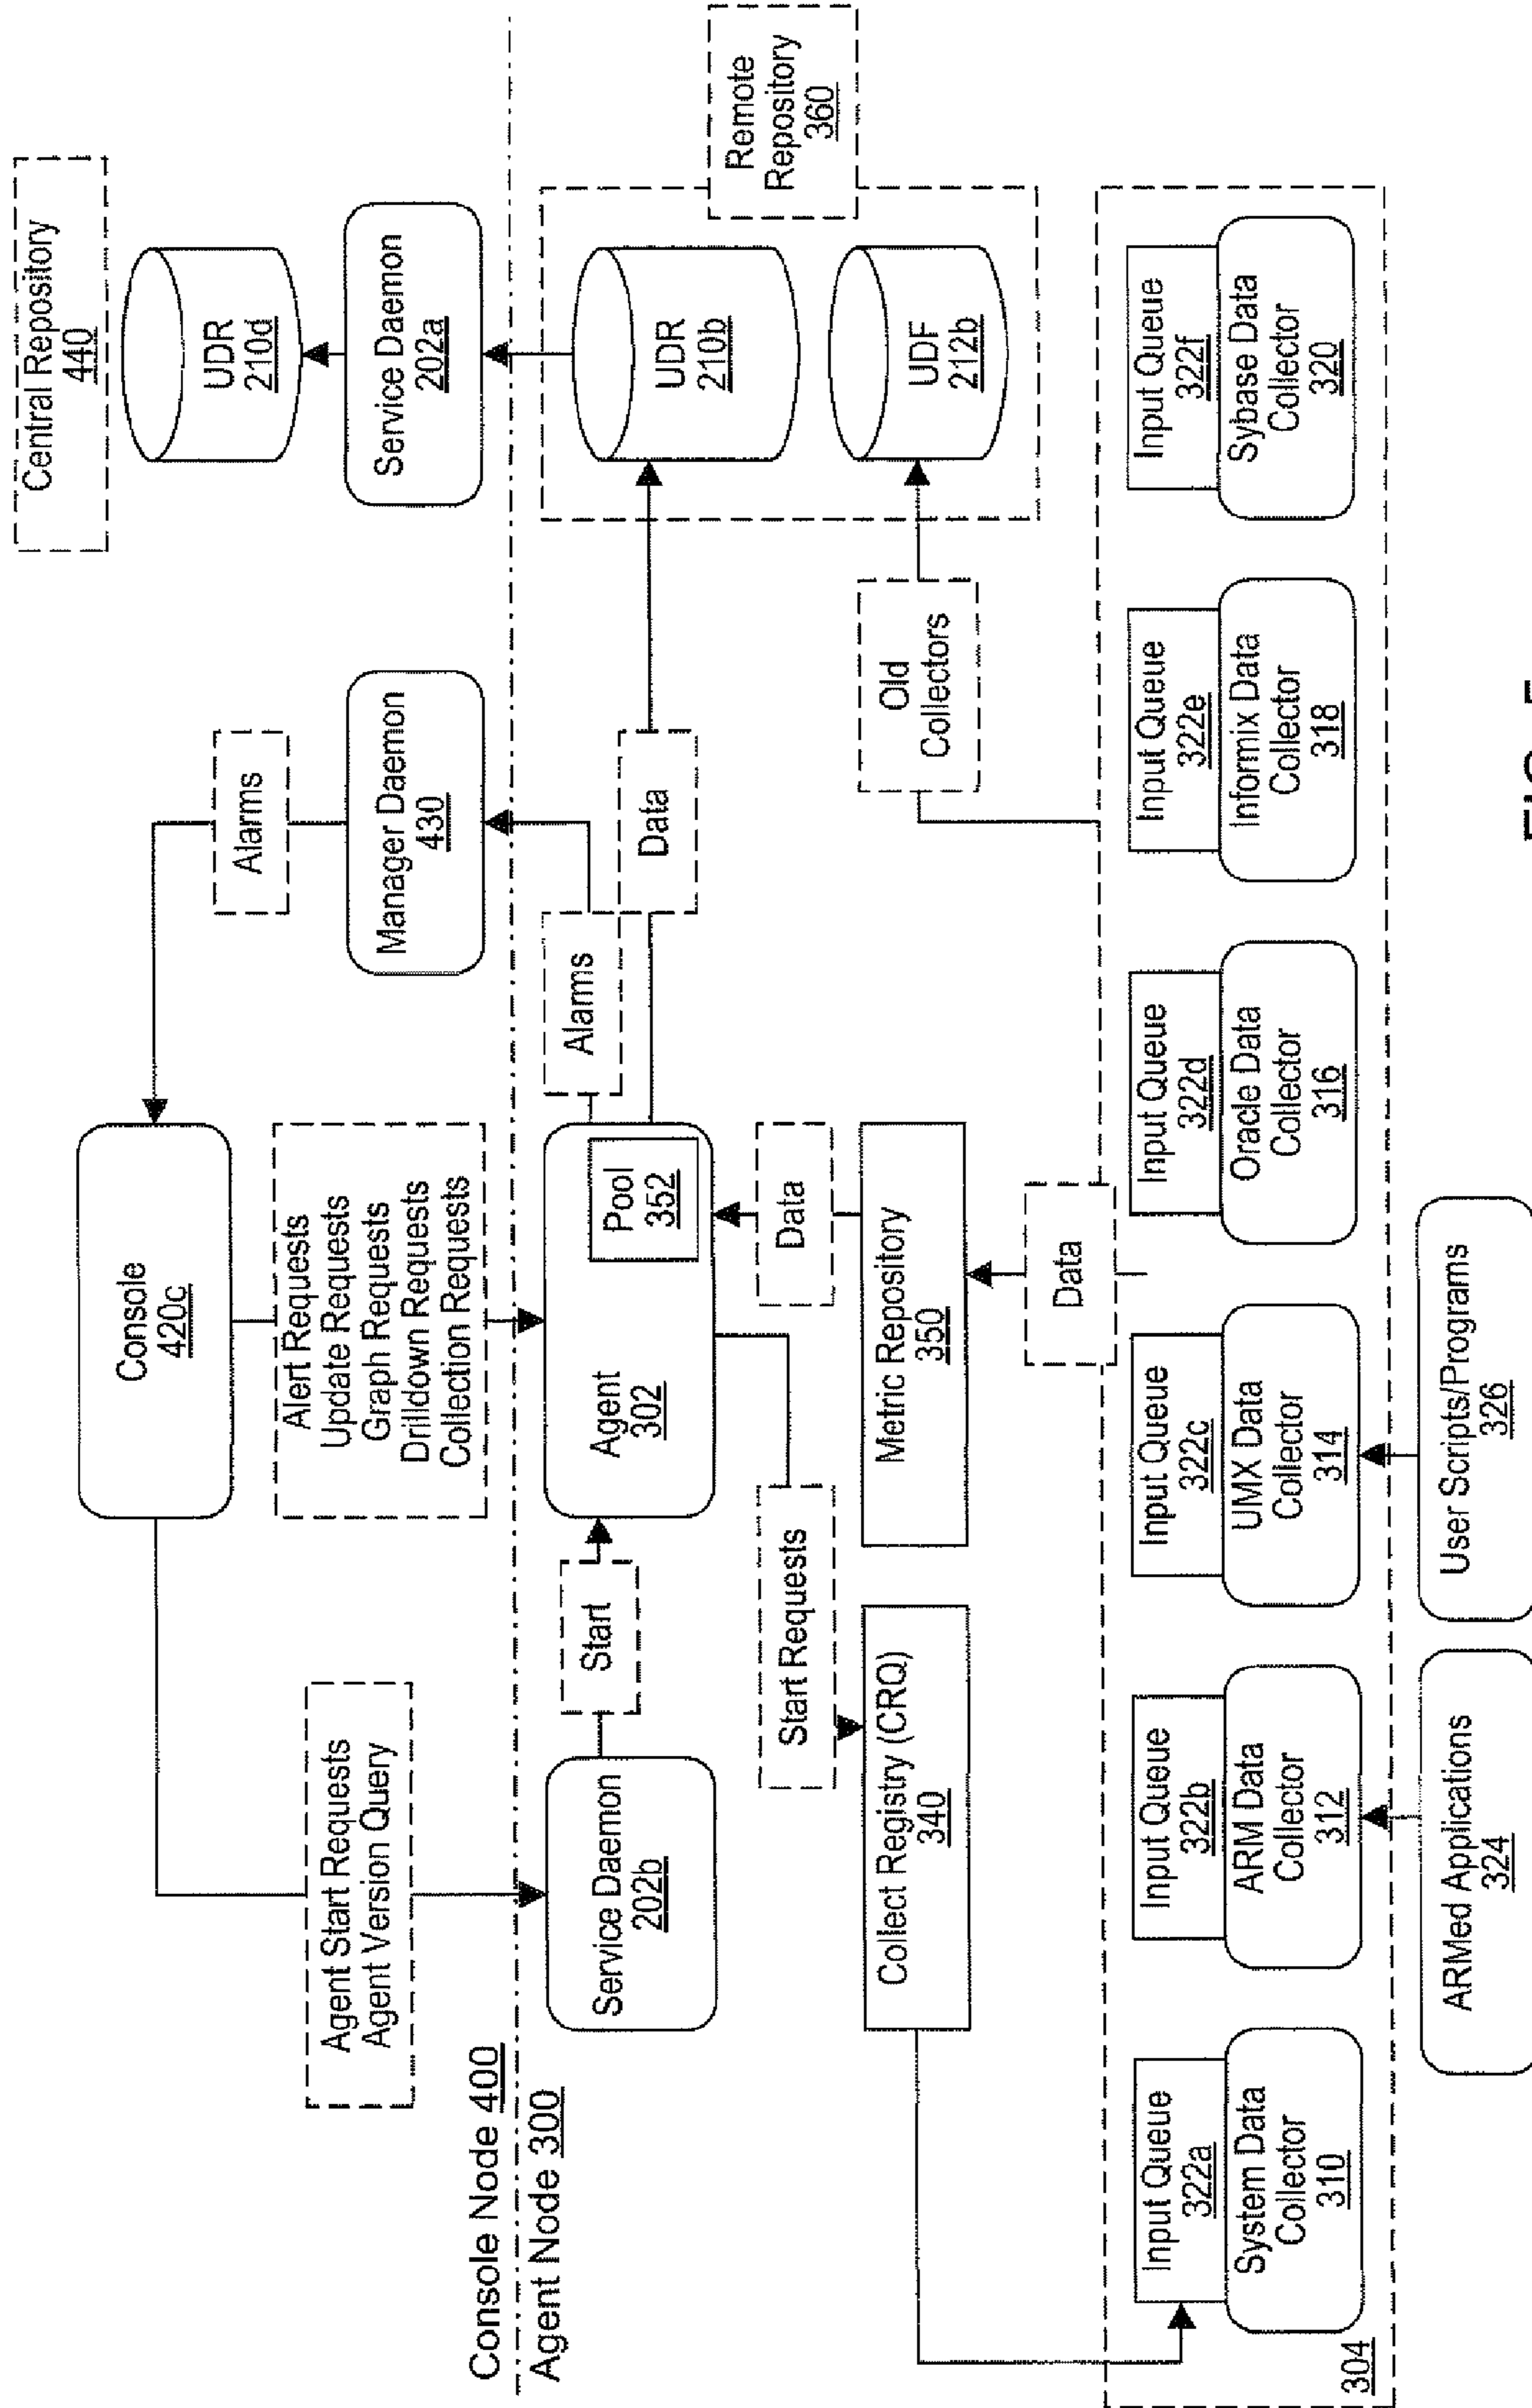 Central Repository
440
Console
420c
Alarms
UDR
210d
Agent Start Requests
Agent Version Query
Alert Requests
Update Requests
Graph Requests
Drilldown Requests
Collection Requests
Manager Daemon
430
Service Daemon
202a
Console Node 400
Agent Node 300
Service Daemon
202b
Start
Agent
302
Pool
352
Alarms
Data
UDR
210b
Remote
Repository
360
Start Requests
Data
Collect Registry (CRQ)
340
Metric Repository
350
Old
Collectors
UDF
212b
Data
Input Queue
322a
System Data
Collector
310
Input Queue
322b
ARM Data
Collector
312
Input Queue
322c
UMX Data
Collector
314
Input Queue
322d
Oracle Data
Collector
316
Input Queue
322e
Informix Data
Collector
318
Input Queue
322f
Sybase Data
Collector
320
304
ARMed Applications
324
User Scripts/Programs
326